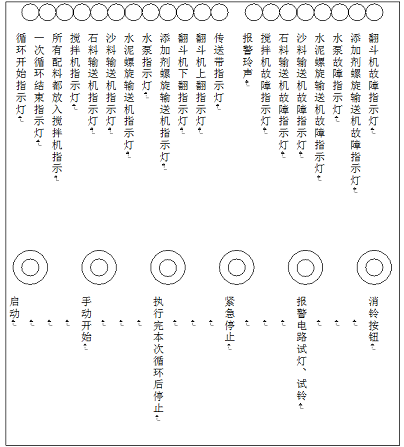 循环开始指示灯
一次循环结束指示灯
所有配料都放入搅拌机指示
搅拌机指示灯
石料输送机指示灯
沙料输送机指示灯
水泥螺旋输送机指示灯
水泵指示灯
添加剂螺旋输送机指示灯
翻斗机下翻指示灯
翻斗机上翻指示灯
传送带指示灯
报警玲声
搅拌机故障指示灯
石料输送机故障指示灯
沙料输送机故障指示灯
水泥螺旋输送机故障指示灯
水泵故障指示灯
添加剂螺旋输送机故障指示灯
翻斗机故障指示灯
启动
手动开始
执行完本次循环后停止
紧急停止
报警电路试灯、试铃
消铃按钮